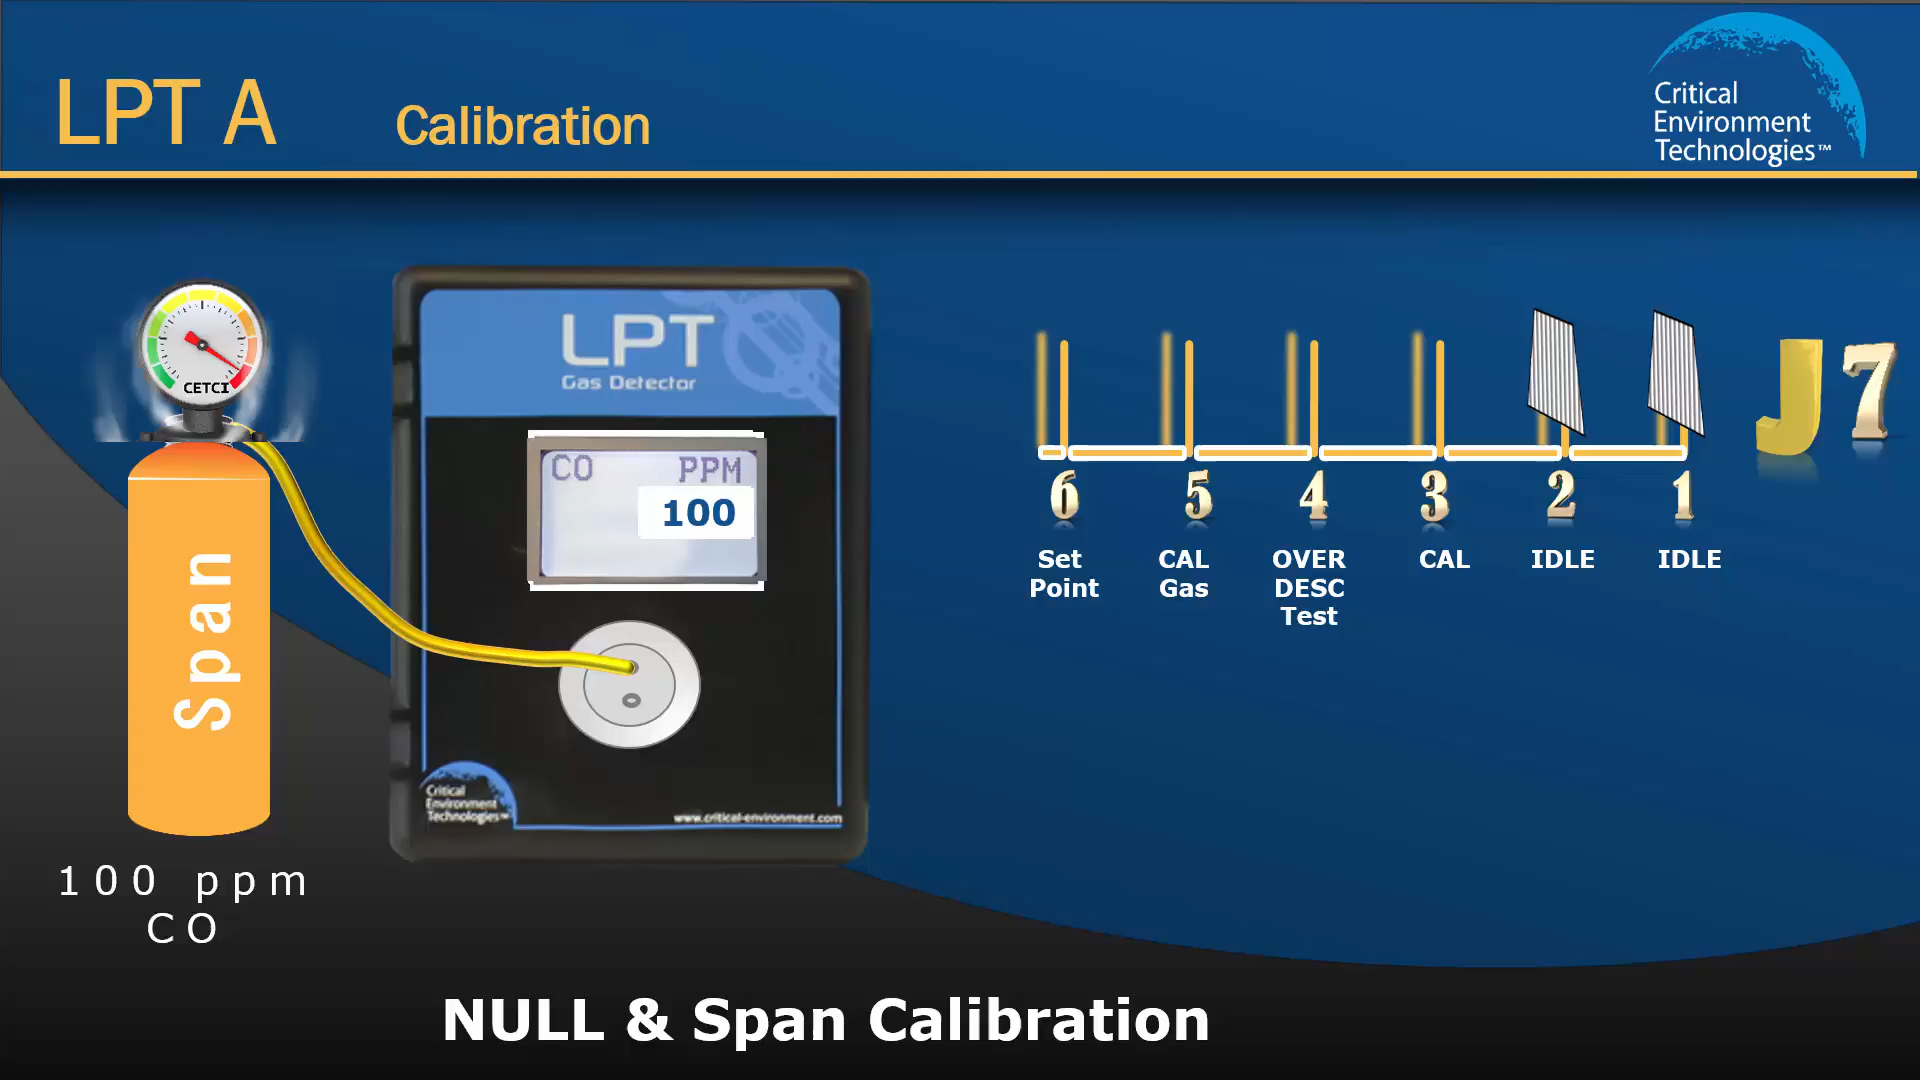 LPT A
Calibration
Critical
Environment
Technologies™
CETCI
Span
100 ppm
CO
LPT
Gas Detector
CO PPM
100
Critical
Environment
Technologies™
www.critical-environment.com
J7
6 5 4 3 2 1
Set
Point
CAL
Gas
OVER
DESC
Test
CAL
IDLE
IDLE
NULL & Span Calibration